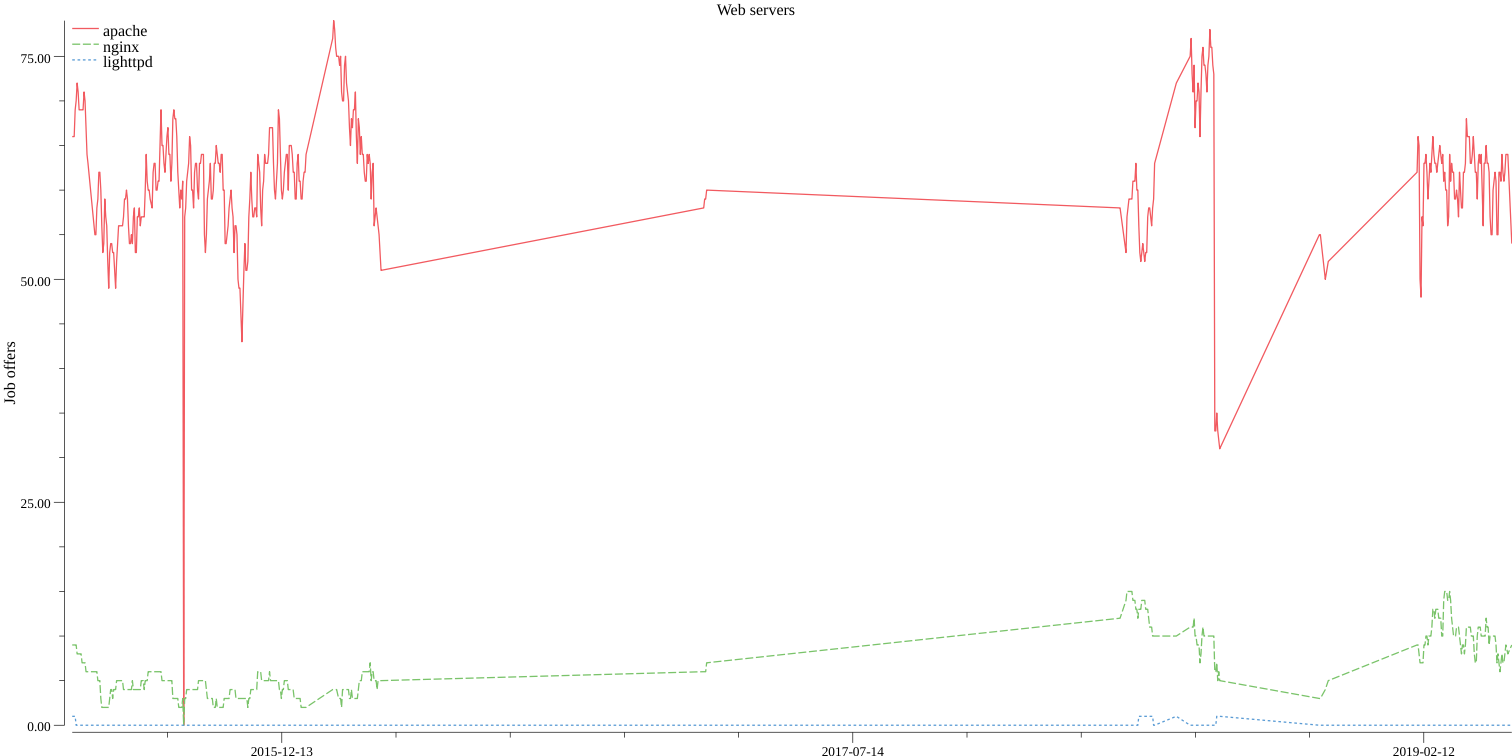 Web servers
apache
nginx
lighttpd
75.00
50.00
Job offers
25.00
0.00
2015-12-13
2017-07-14
2019-02-12